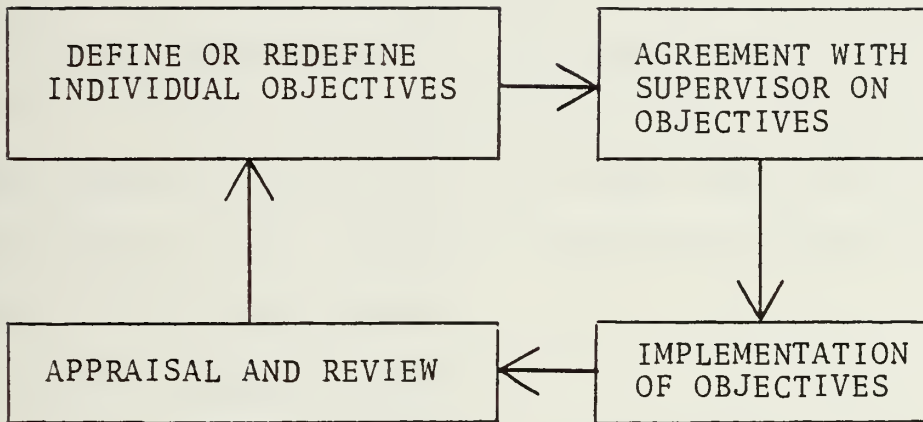 DEFINE OR REDEFINE
INDIVIDUAL OBJECTIVES
AGREEMENT WITH
SUPERVISOR ON
OBJECTIVES
IMPLEMENTATION
OF OBJECTIVES
APPRAISAL AND REVIEW